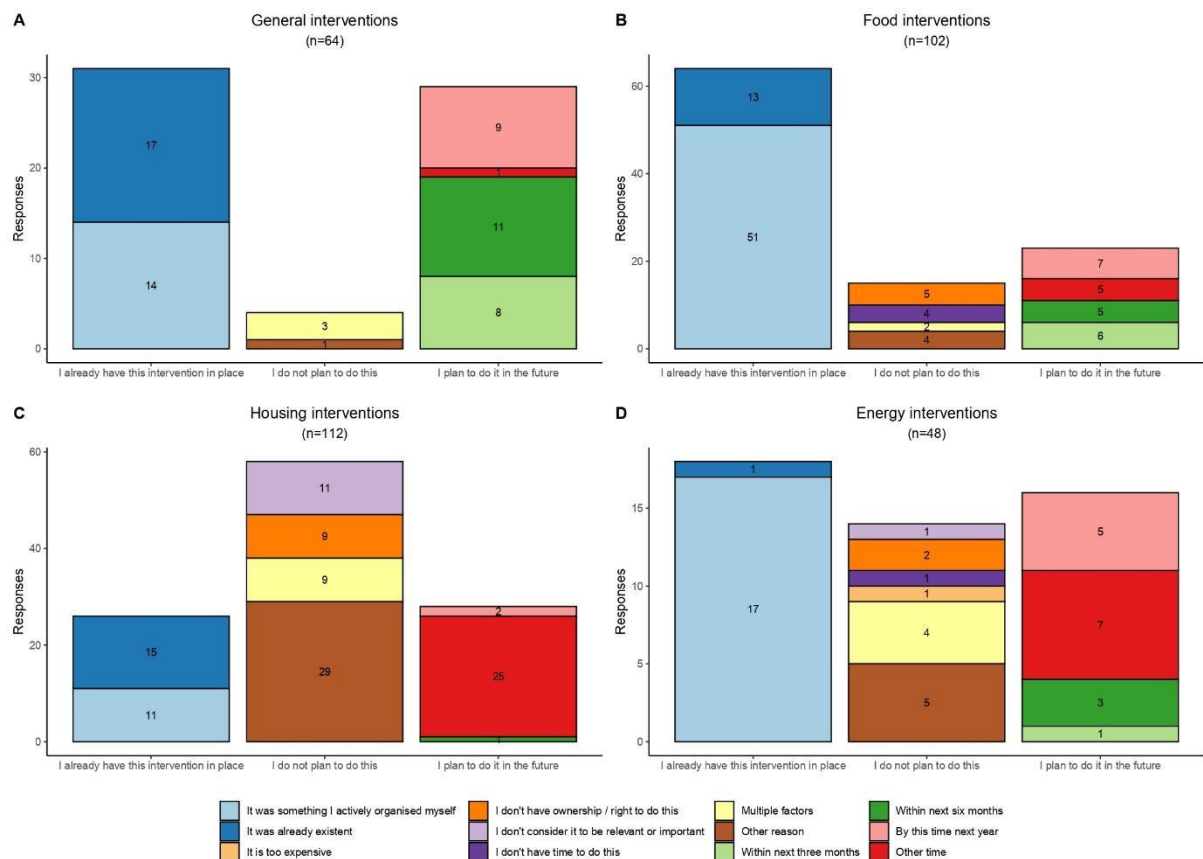 A
General interventions
(n=64)
Responses
30
20
10
0
17
14
3
1
9
1
11
8
I already have this intervention in place
I do not plan to do this
I plan to do it in the future
B
Food interventions
(n=102)
Responses
60
40
20
0
13
51
5
4
2
4
7
5
5
6
I already have this intervention in place
I do not plan to do this
I plan to do it in the future
C
Housing interventions
(n=112)
Responses
60
40
20
0
15
11
11
9
9
29
2
25
1
I already have this intervention in place
I do not plan to do this
I plan to do it in the future
D
Energy interventions
(n=48)
Responses
15
10
5
0
1
17
1
2
1
1
4
5
5
7
3
1
I already have this intervention in place
I do not plan to do this
I plan to do it in the future
It was something I actively organised myself
It was already existent
It is too expensive
I don't have ownership / right to do this
I don't consider it to be relevant or important
I don't have time to do this
Multiple factors
Other reason
Within next three months
Within next six months
By this time next year
Other time